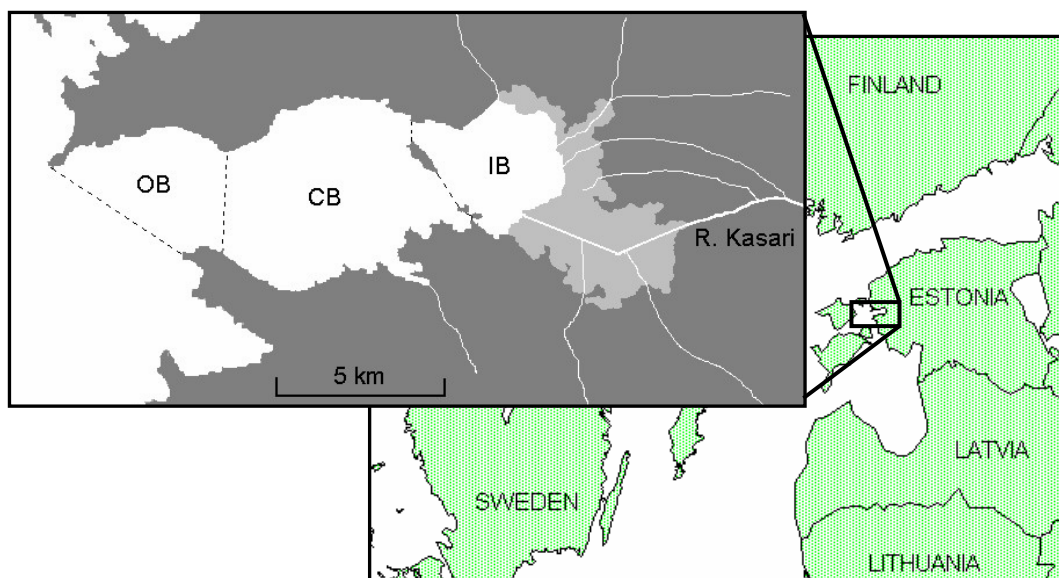 OB
CB
IB
R. Kasari
5 km
FINLAND
ESTONIA
LATVIA
SWEDEN
LITHUANIA